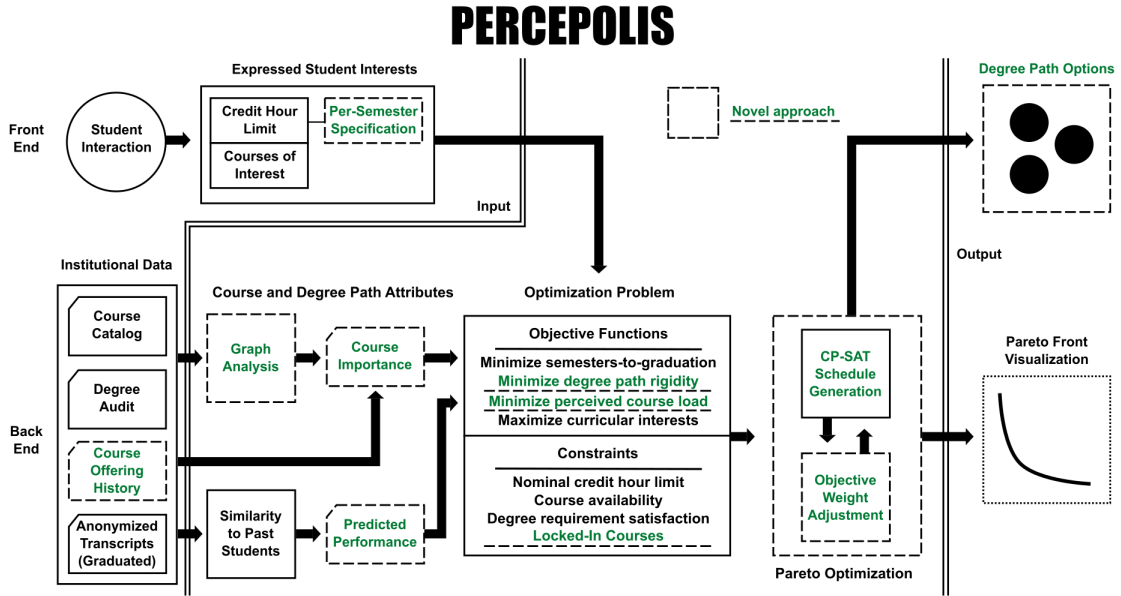 PERCEPOLIS
Expressed Student Interests
Degree Path Options
Front
End
Student
Interaction
Credit Hour
Limit
Per-Semester
Specification
Courses of
Interest
Novel approach
Input
Output
Institutional Data
Course
Catalog
Degree
Audit
Back
End
Course
Offering
History
Anonymized
Transcripts
(Graduated)
Course and Degree Path Attributes
Graph
Analysis
Course
Importance
Similarity
to Past
Students
Predicted
Performance
Optimization Problem
Objective Functions
Minimize semesters-to-graduation
Minimize degree path rigidity
Minimize perceived course load
Maximize curricular interests
Constraints
Nominal credit hour limit
Course availability
Degree requirement satisfaction
Locked-In Courses
CP-SAT
Schedule
Generation
Objective
Weight
Adjustment
Pareto Optimization
Pareto Front
Visualization